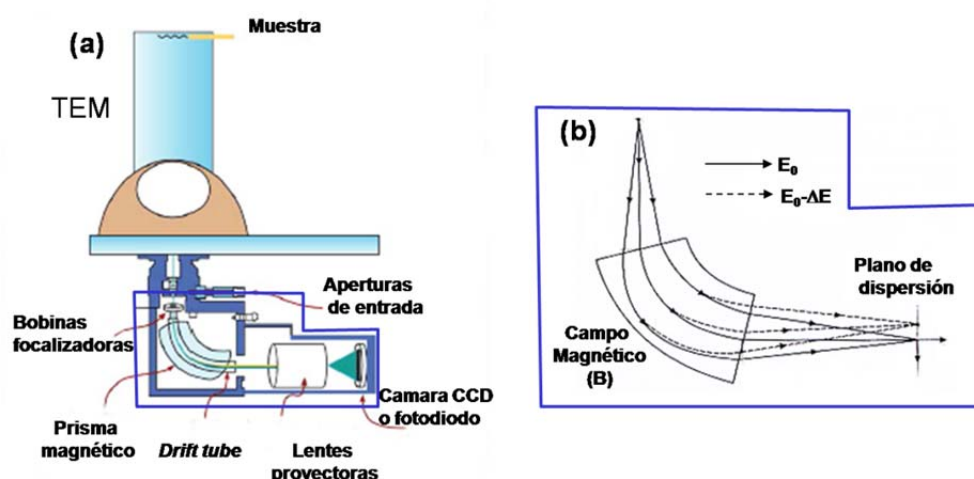 (a)
Muestra
TEM
Aperturas
de entrada
Bobinas
focalizadoras
Prisma
magnético
Drift tube
Lentes
proyectoras
Camara CCD
o fotodiodo
(b)
E₀
E₀-ΔE
Plano de
dispersión
Campo
Magnético
(B)